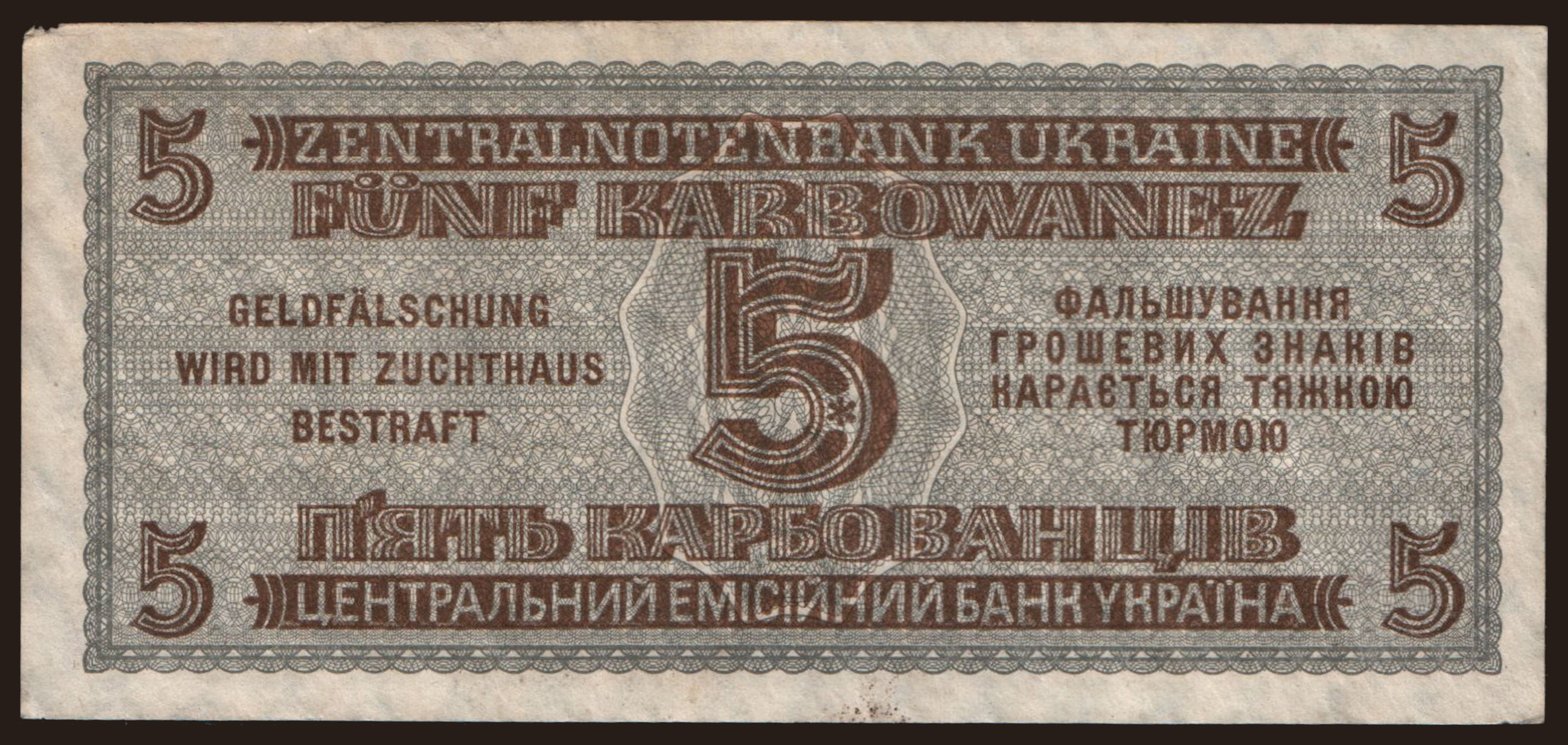 5 ZENTRALNOTENBANK UKRAINE 5
FÜNF KARBOWANEZ
5
GELDFÄLSCHUNG
WIRD MIT ZUCHTHAUS
BESTRAFT
ФАЛЬШУВАННЯ
ГРОШЕВИХ ЗНАКІВ
КАРАЄТЬСЯ ТЯЖКОЮ
ТЮРМОЮ
П'ЯТЬ КАРБОВАНЦІВ
5 ЦЕНТРАЛЬНИЙ ЕМІСІЙНИЙ БАНК УКРАЇНА 5